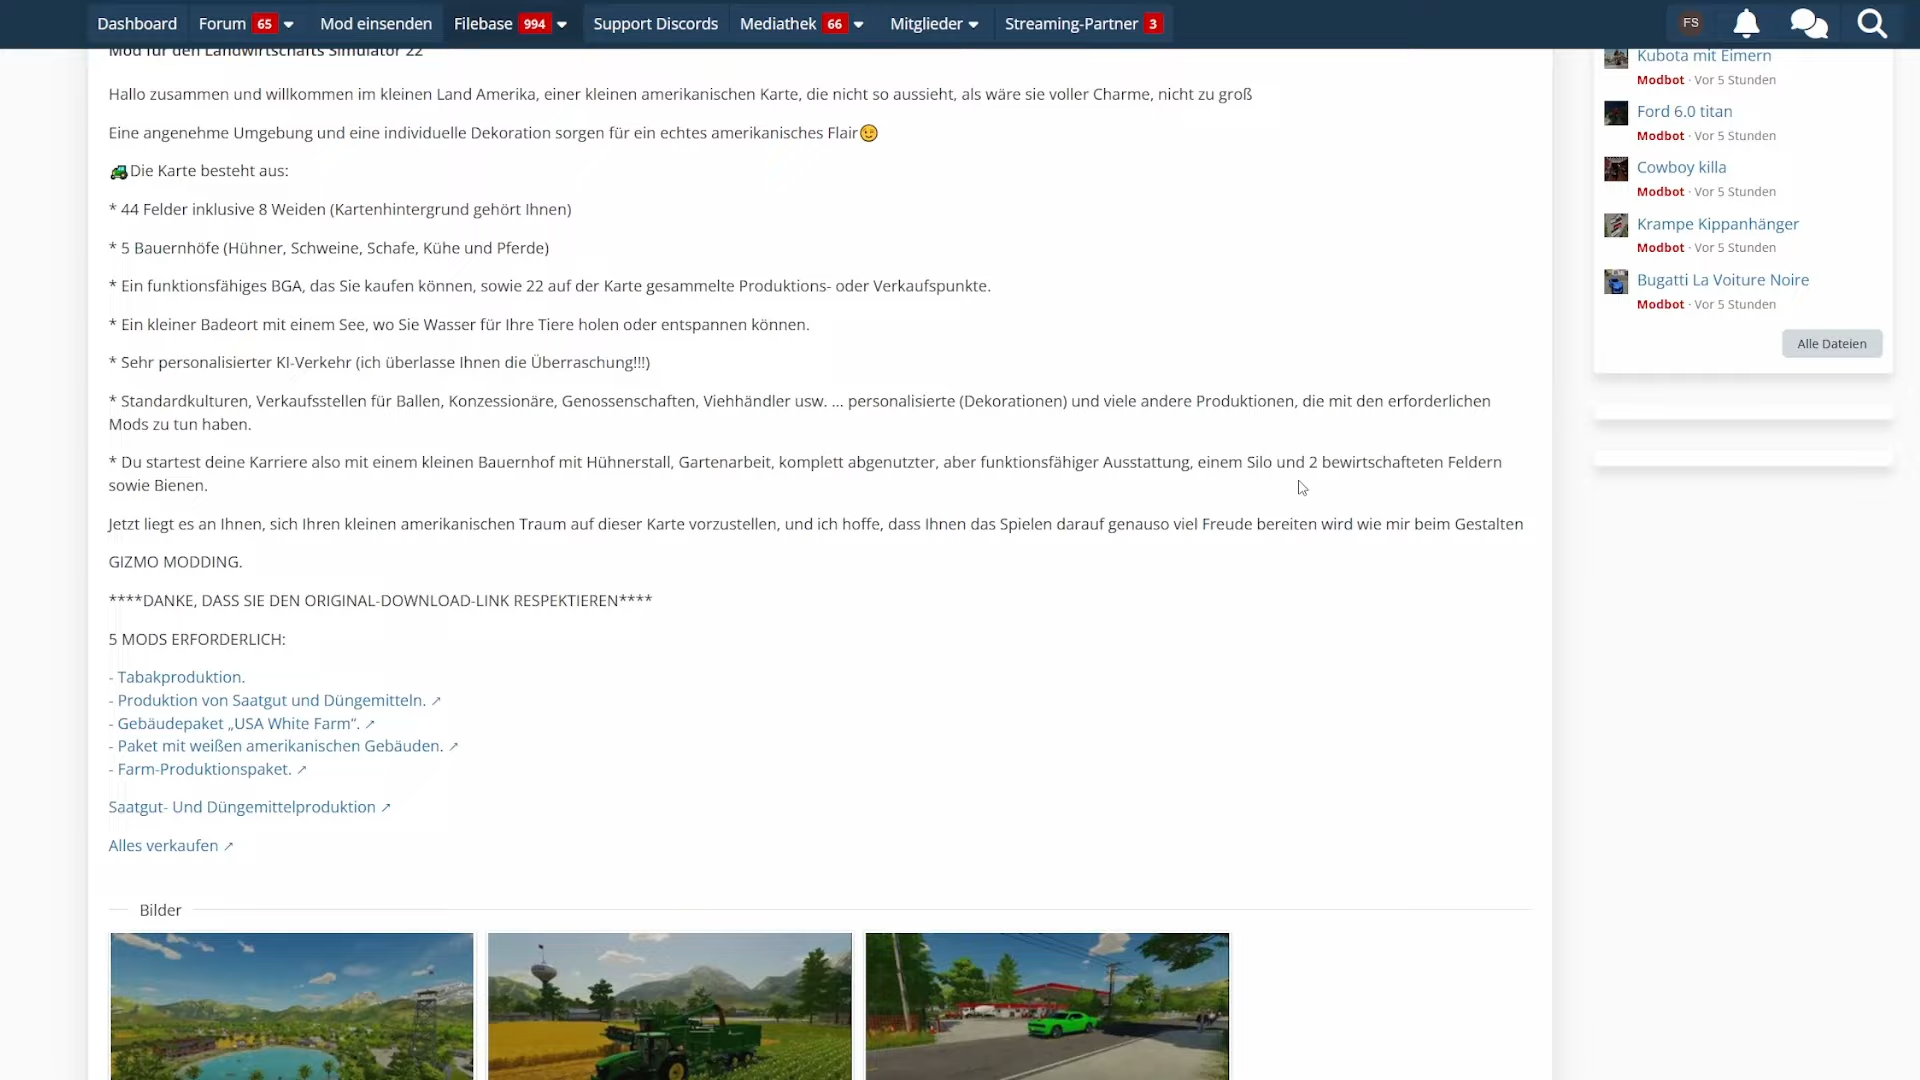 Dashboard Forum 65 Mod einsenden Filebase 994 Support Discords Mediathek 66 Mitglieder Streaming-Partner 3 FS
Mod für den Landwirtschafts Simulator 22
Hallo zusammen und willkommen im kleinen Land Amerika, einer kleinen amerikanischen Karte, die nicht so aussieht, als wäre sie voller Charme, nicht zu groß
Eine angenehme Umgebung und eine individuelle Dekoration sorgen für ein echtes amerikanisches Flair😉
🚜Die Karte besteht aus:
* 44 Felder inklusive 8 Weiden (Kartenhintergrund gehört Ihnen)
* 5 Bauernhöfe (Hühner, Schweine, Schafe, Kühe und Pferde)
* Ein funktionsfähiges BGA, das Sie kaufen können, sowie 22 auf der Karte gesammelte Produktions- oder Verkaufspunkte.
* Ein kleiner Badeort mit einem See, wo Sie Wasser für Ihre Tiere holen oder entspannen können.
* Sehr personalisierter KI-Verkehr (ich überlasse Ihnen die Überraschung!!!)
* Standardkulturen, Verkaufsstellen für Ballen, Konzessionäre, Genossenschaften, Viehhändler usw. ... personalisierte (Dekorationen) und viele andere Produktionen, die mit den erforderlichen
Mods zu tun haben.
* Du startest deine Karriere also mit einem kleinen Bauernhof mit Hühnerstall, Gartenarbeit, komplett abgenutzter, aber funktionsfähiger Ausstattung, einem Silo und 2 bewirtschafteten Feldern
sowie Bienen.
Jetzt liegt es an Ihnen, sich Ihren kleinen amerikanischen Traum auf dieser Karte vorzustellen, und ich hoffe, dass Ihnen das Spielen darauf genauso viel Freude bereiten wird wie mir beim Gestalten
GIZMO MODDING.
****DANKE, DASS SIE DEN ORIGINAL-DOWNLOAD-LINK RESPEKTIEREN****
5 MODS ERFORDERLICH:
- Tabakproduktion.
- Produktion von Saatgut und Düngemitteln. ↗
- Gebäudepaket „USA White Farm“. ↗
- Paket mit weißen amerikanischen Gebäuden. ↗
- Farm-Produktionspaket. ↗
Saatgut- Und Düngemittelproduktion ↗
Alles verkaufen ↗
Bilder
Kubota mit Eimern
Modbot · Vor 5 Stunden
Ford 6.0 titan
Modbot · Vor 5 Stunden
Cowboy killa
Modbot · Vor 5 Stunden
Krampe Kippanhänger
Modbot · Vor 5 Stunden
Bugatti La Voiture Noire
Modbot · Vor 5 Stunden
Alle Dateien